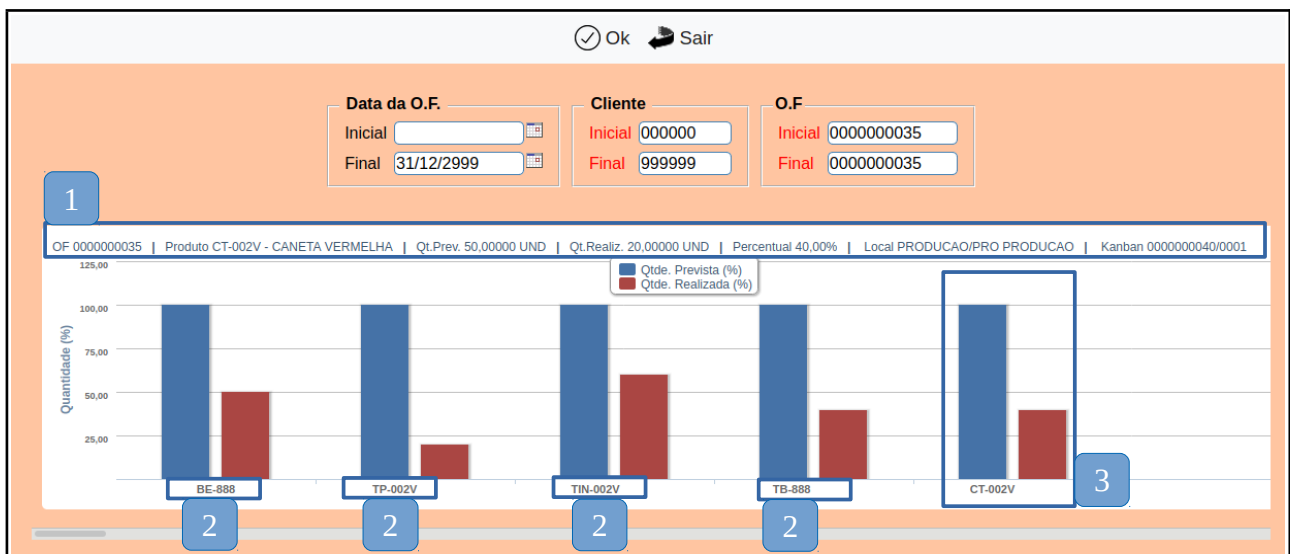 Ok Sair
Data da O.F. Cliente O.F
Inicial Inicial 000000 Inicial 0000000035
Final 31/12/2999 Final 999999 Final 0000000035
1
OF 0000000035 | Produto CT-002V - CANETA VERMELHA | Qt.Prev. 50,00000 UND | Qt.Realiz. 20,00000 UND | Percentual 40,00% | Local PRODUCAO/PRO PRODUCAO | Kanban 0000000040/0001
Qtde. Prevista (%)
Qtde. Realizada (%)
Quantidade (%)
125,00
100,00
75,00
50,00
25,00
BE-888 TP-002V TIN-002V TB-888 CT-002V
3
2 2 2 2